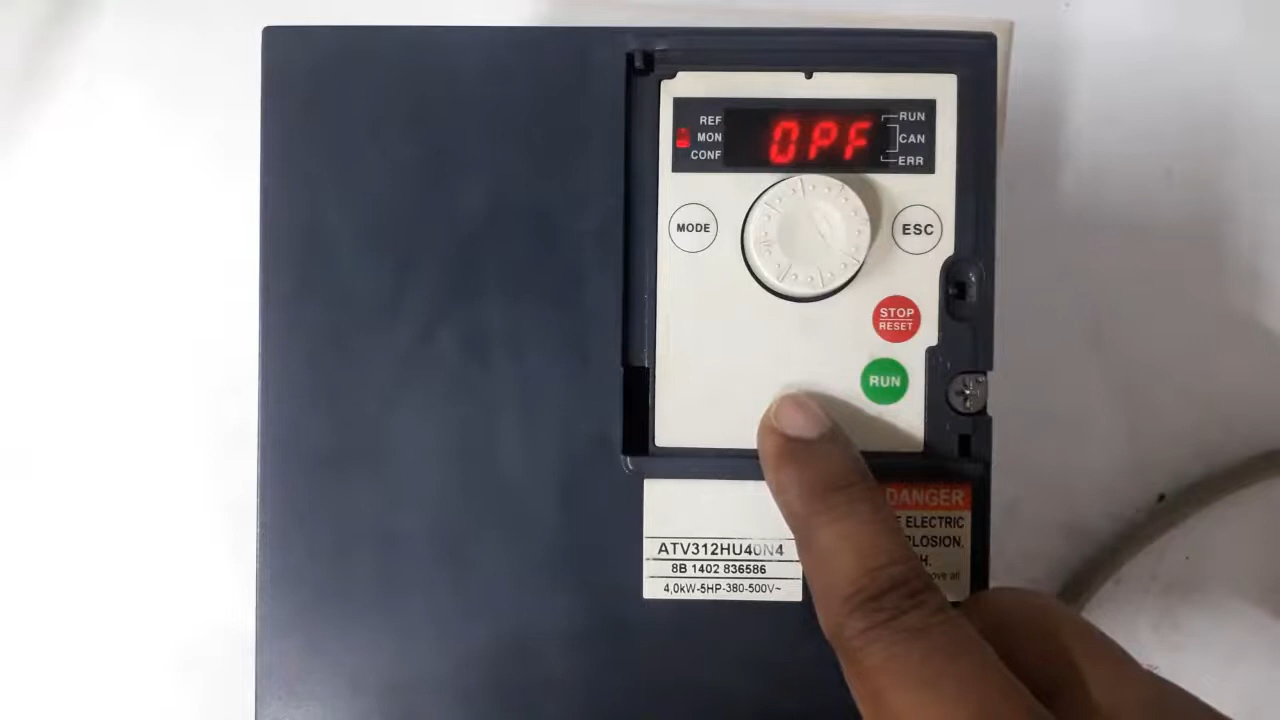 REF
MON
CONF
OPF
RUN
CAN
ERR
MODE
ESC
STOP
RESET
RUN
ATV312HU40N4
8B 1402 836586
4,0kW-5HP-380-500V~
DANGER
ELECTRIC